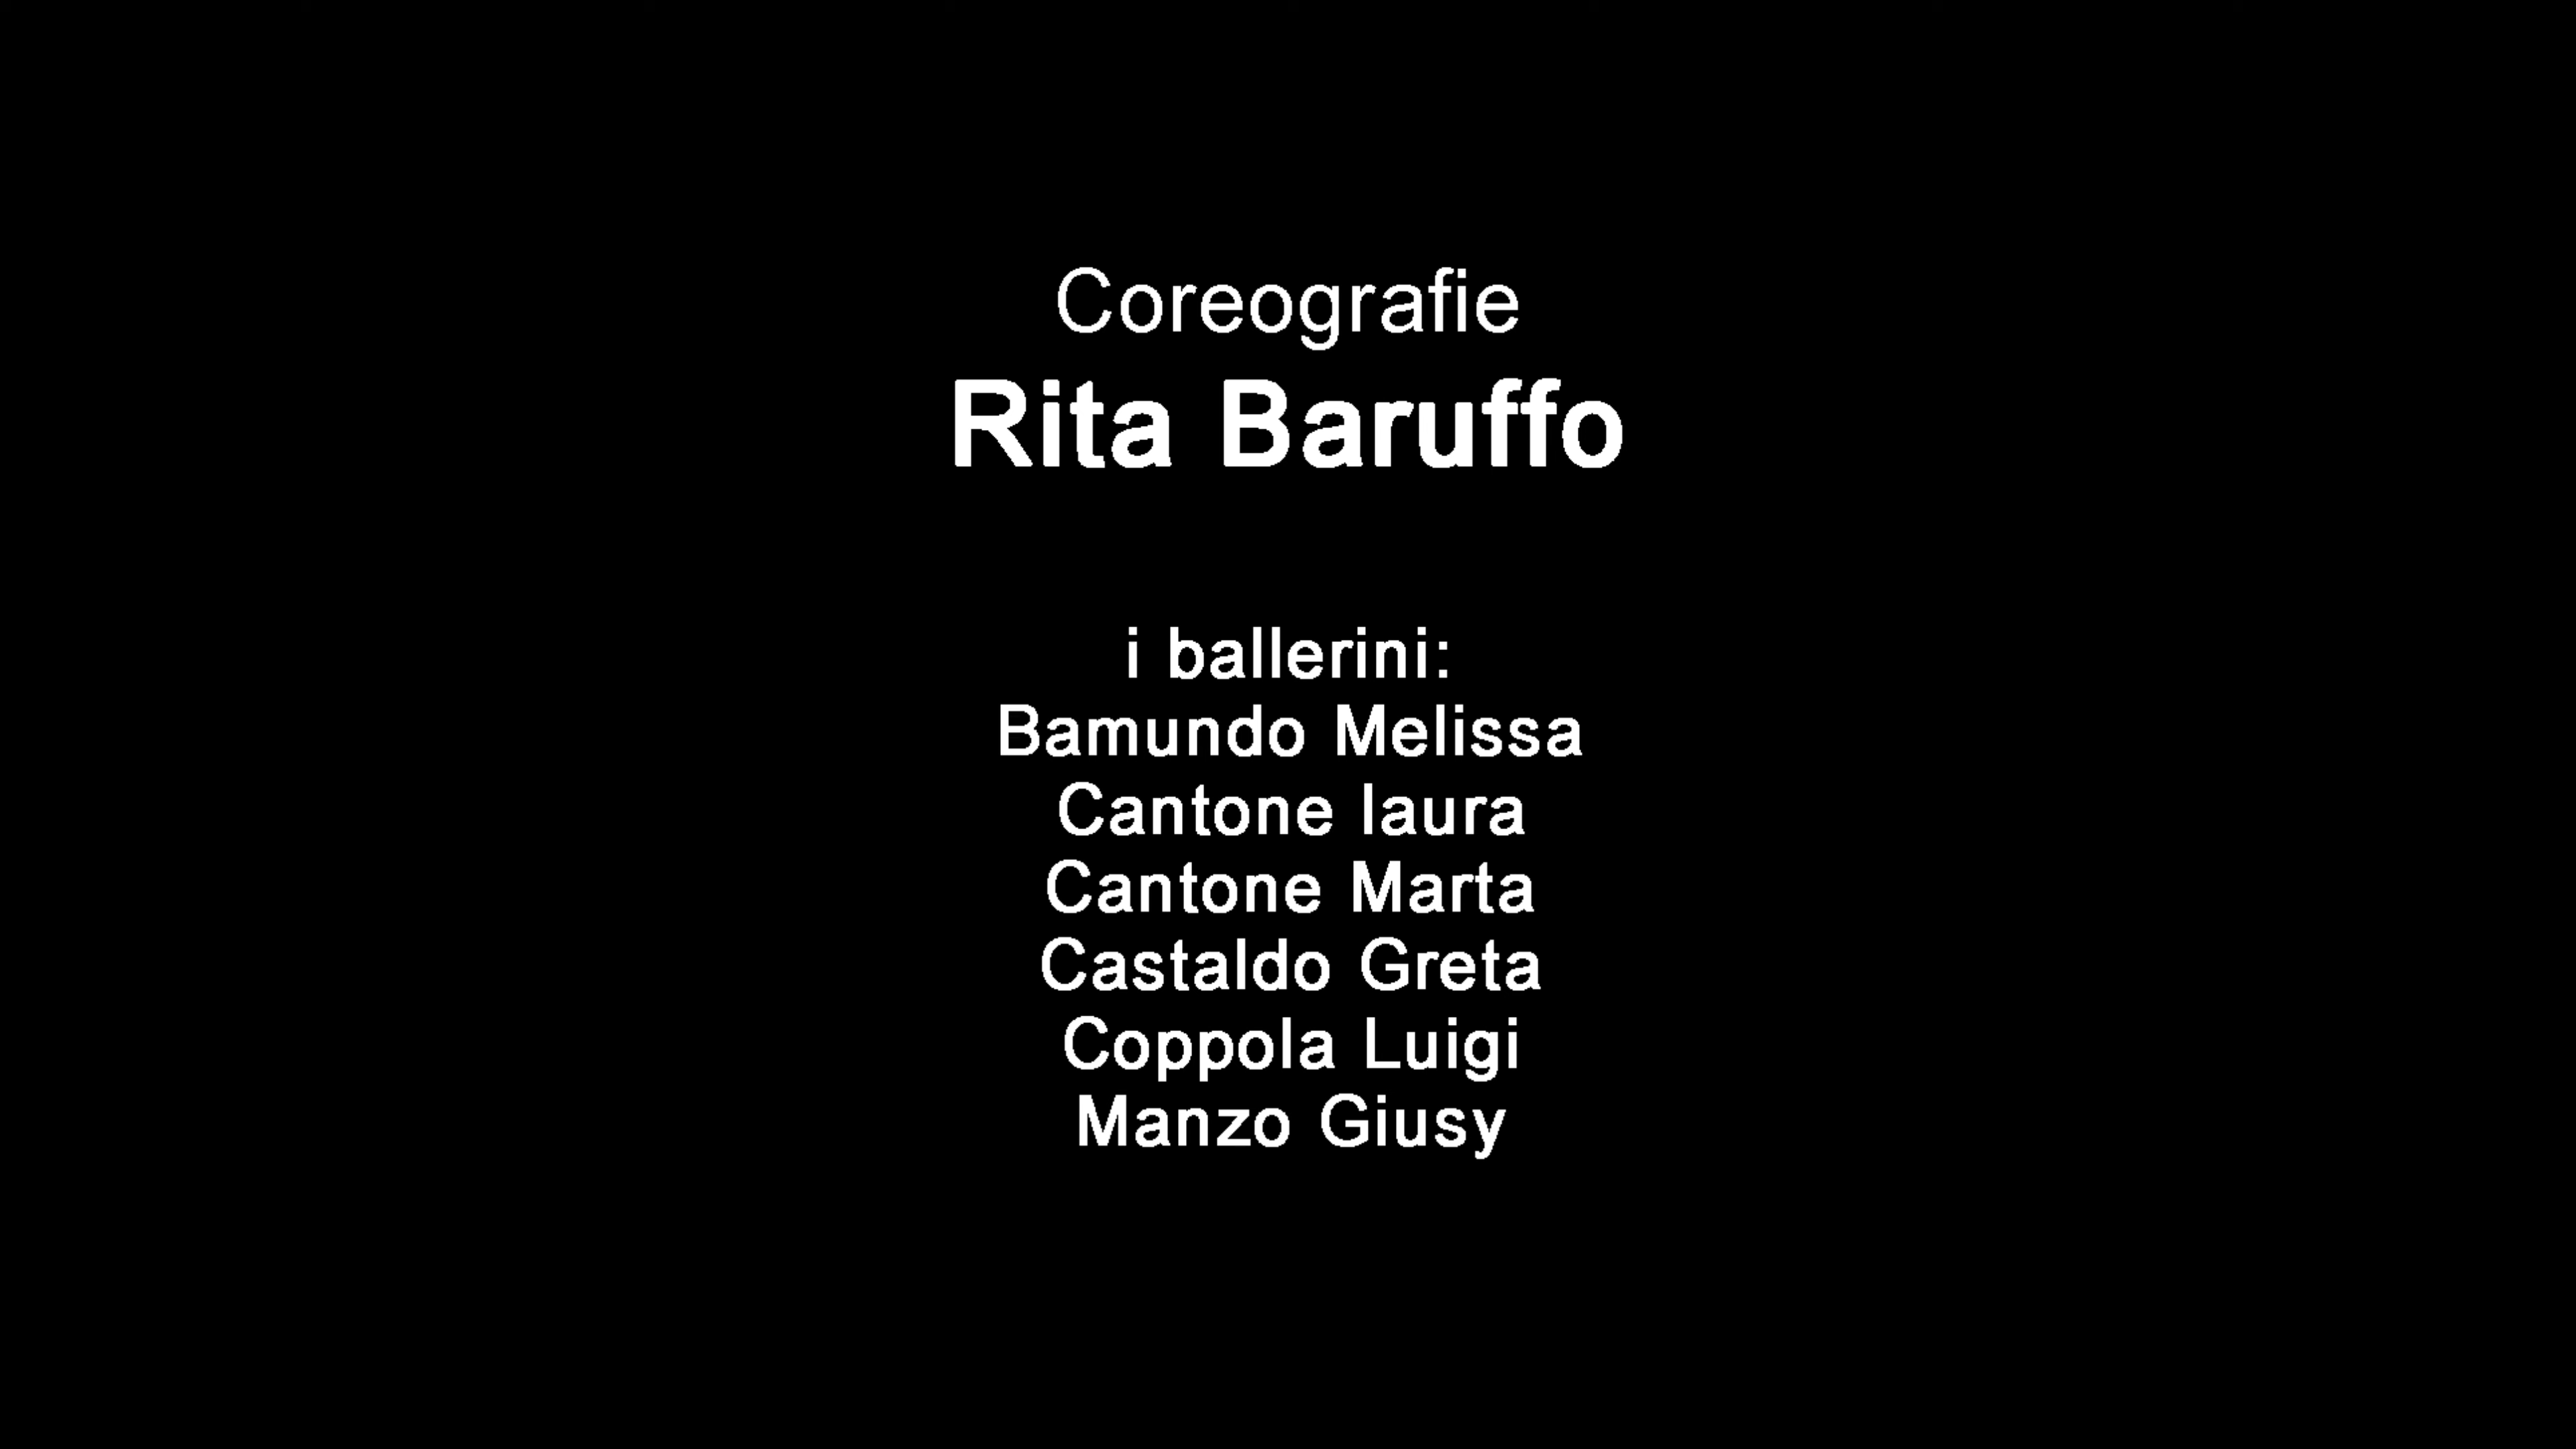 Coreografie
Rita Baruffo
i ballerini:
Bamundo Melissa
Cantone laura
Cantone Marta
Castaldo Greta
Coppola Luigi
Manzo Giusy